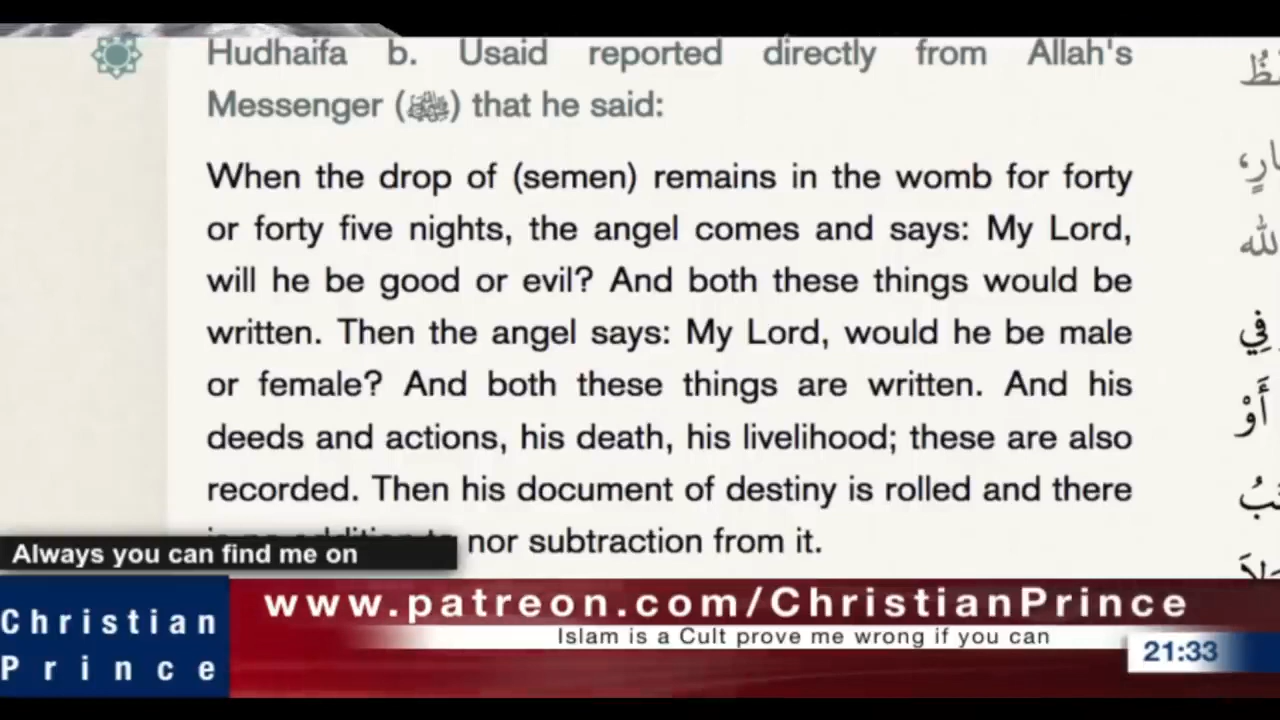 Hudhaifa b. Usaid reported directly from Allah's
Messenger (ﷺ) that he said:
When the drop of (semen) remains in the womb for forty
or forty five nights, the angel comes and says: My Lord,
will he be good or evil? And both these things would be
written. Then the angel says: My Lord, would he be male
or female? And both these things are written. And his
deeds and actions, his death, his livelihood; these are also
recorded. Then his document of destiny is rolled and there
nor subtraction from it.
Always you can find me on
www.patreon.com/ChristianPrince
Christian
Prince
Islam is a Cult prove me wrong if you can
21:33
الله
فِي
أَوْ